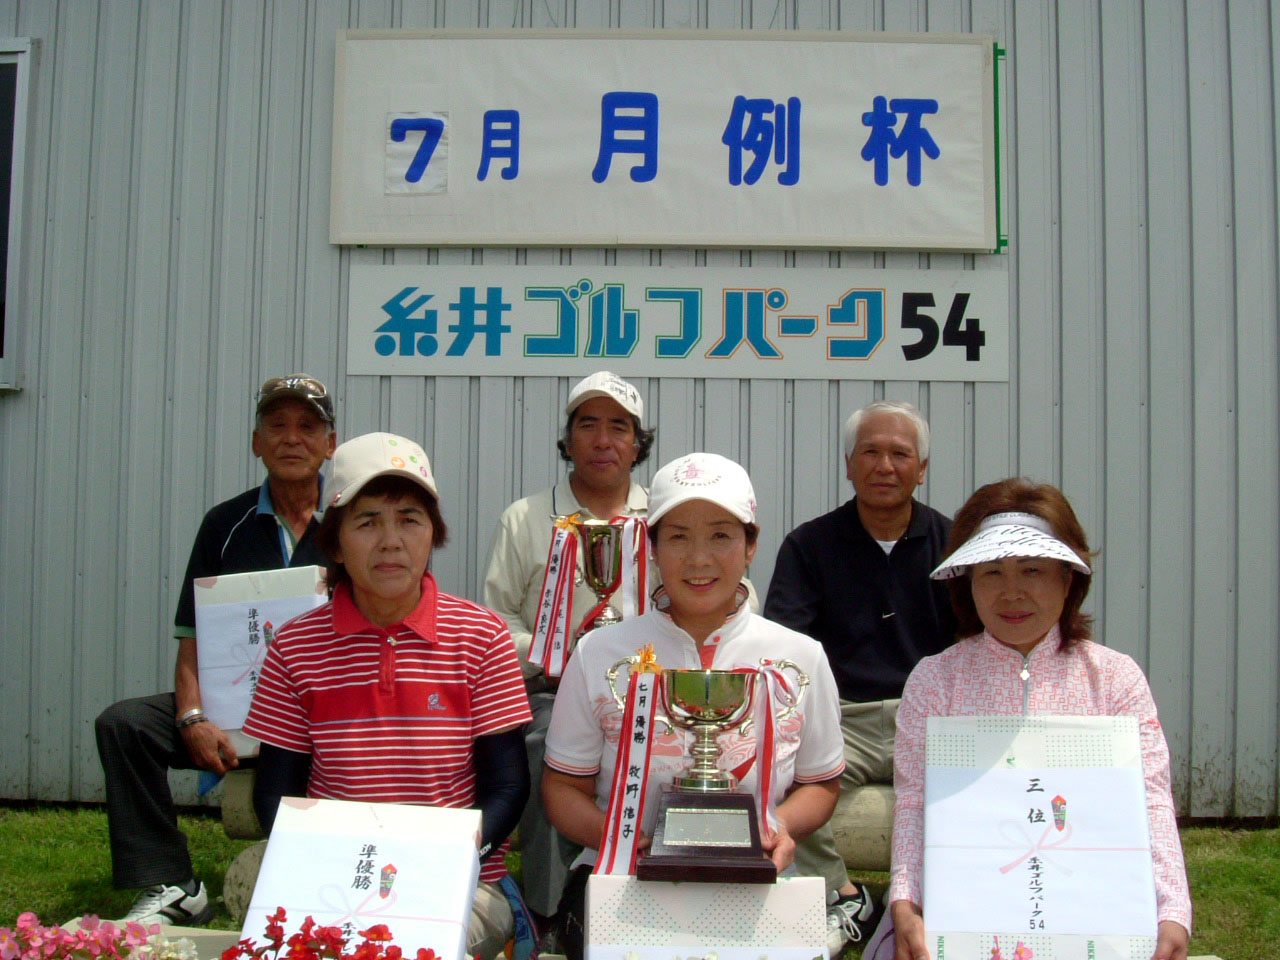 7月 月例杯
糸井ゴルフパーク54
準優勝
七月 優勝 牧野信子
準優勝
三位
糸井ゴルフパーク
54